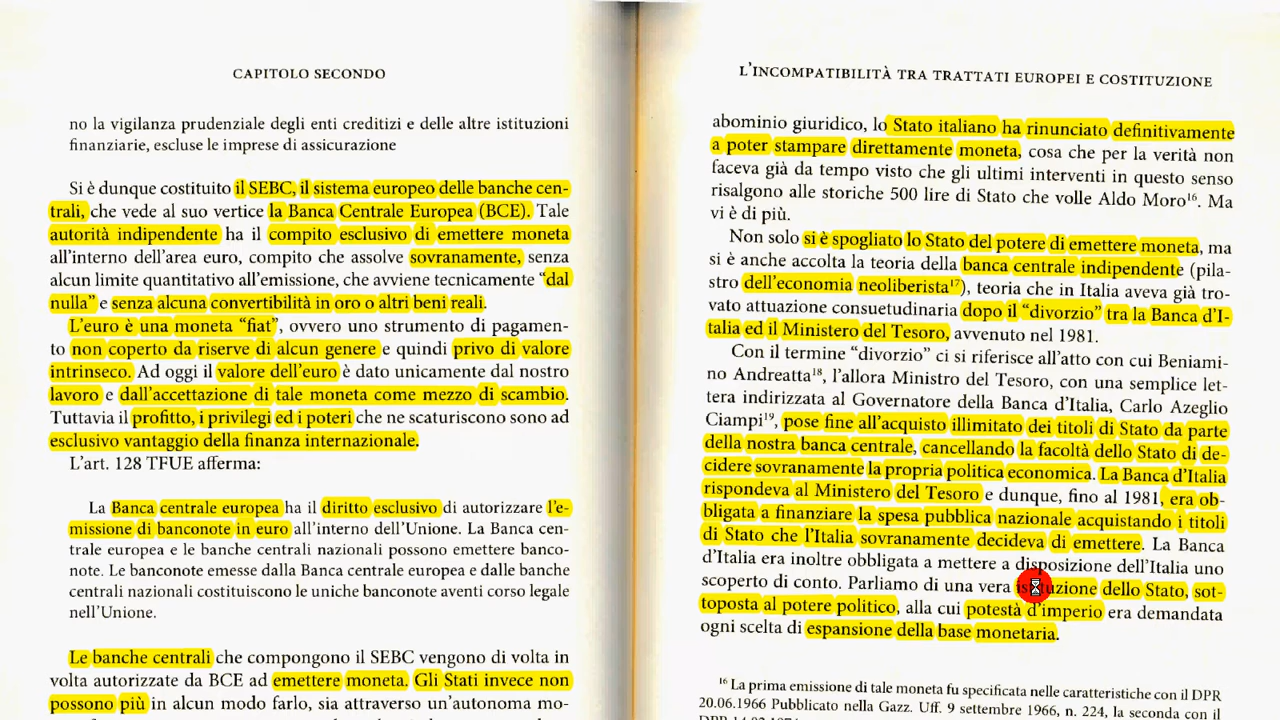 CAPITOLO SECONDO
no la vigilanza prudenziale degli enti creditizi e delle altre istituzioni
finanziarie, escluse le imprese di assicurazione
Si è dunque costituito il SEBC, il sistema europeo delle banche cen-
trali, che vede al suo vertice la Banca Centrale Europea (BCE). Tale
autorità indipendente ha il compito esclusivo di emettere moneta
all'interno dell'area euro, compito che assolve sovranamente, senza
alcun limite quantitativo all'emissione, che avviene tecnicamente “dal
nulla” e senza alcuna convertibilità in oro o altri beni reali.
L'euro è una moneta “fiat”, ovvero uno strumento di pagamen-
to non coperto da riserve di alcun genere e quindi privo di valore
intrinseco. Ad oggi il valore dell'euro è dato unicamente dal nostro
lavoro e dall'accettazione di tale moneta come mezzo di scambio.
Tuttavia il profitto, i privilegi ed i poteri che ne scaturiscono sono ad
esclusivo vantaggio della finanza internazionale.
L'art. 128 TFUE afferma:
La Banca centrale europea ha il diritto esclusivo di autorizzare l'e-
missione di banconote in euro all'interno dell'Unione. La Banca cen-
trale europea e le banche centrali nazionali possono emettere banco-
note. Le banconote emesse dalla Banca centrale europea e dalle banche
centrali nazionali costituiscono le uniche banconote aventi corso legale
nell'Unione.
Le banche centrali che compongono il SEBC vengono di volta in
volta autorizzate da BCE ad emettere moneta. Gli Stati invece non
possono più in alcun modo farlo, sia attraverso un'autonoma mo-
L'INCOMPATIBILITÀ TRA TRATTATI EUROPEI E COSTITUZIONE
abominio giuridico, lo Stato italiano ha rinunciato definitivamente
a poter stampare direttamente moneta, cosa che per la verità non
faceva già da tempo visto che gli ultimi interventi in questo senso
risalgono alle storiche 500 lire di Stato che volle Aldo Moro¹⁶. Ma
vi è di più.
Non solo si è spogliato lo Stato del potere di emettere moneta, ma
si è anche accolta la teoria della banca centrale indipendente (pila-
stro dell'economia neoliberista¹⁷), teoria che in Italia aveva già tro-
vato attuazione consuetudinaria dopo il “divorzio” tra la Banca d'I-
talia ed il Ministero del Tesoro, avvenuto nel 1981.
Con il termine “divorzio” ci si riferisce all'atto con cui Beniami-
no Andreatta¹⁸, l'allora Ministro del Tesoro, con una semplice let-
tera indirizzata al Governatore della Banca d'Italia, Carlo Azeglio
Ciampi¹⁹, pose fine all'acquisto illimitato dei titoli di Stato da parte
della nostra banca centrale, cancellando la facoltà dello Stato di de-
cidere sovranamente la propria politica economica. La Banca d'Italia
rispondeva al Ministero del Tesoro e dunque, fino al 1981, era ob-
bligata a finanziare la spesa pubblica nazionale acquistando i titoli
di Stato che l'Italia sovranamente decideva di emettere. La Banca
d'Italia era inoltre obbligata a mettere a disposizione dell'Italia uno
scoperto di conto. Parliamo di una vera istituzione dello Stato, sot-
toposta al potere politico, alla cui potestà d'imperio era demandata
ogni scelta di espansione della base monetaria.
¹⁶ La prima emissione di tale moneta fu specificata nelle caratteristiche con il DPR
20.06.1966 Pubblicato nella Gazz. Uff. 9 settembre 1966, n. 224, la seconda con il